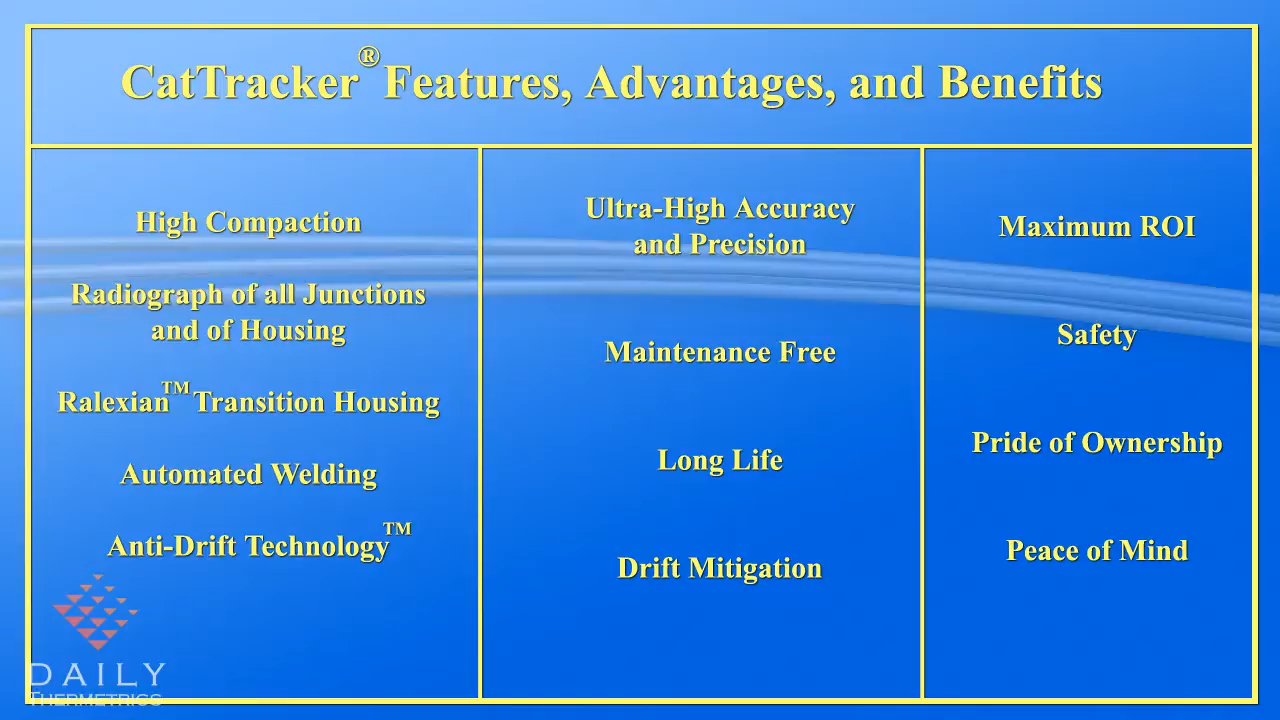 CatTracker® Features, Advantages, and Benefits
High Compaction
Radiograph of all Junctions
and of Housing
Ralexian™ Transition Housing
Automated Welding
Anti-Drift Technology™
Ultra-High Accuracy
and Precision
Maintenance Free
Long Life
Drift Mitigation
Maximum ROI
Safety
Pride of Ownership
Peace of Mind
DAILY
THERMETRICS